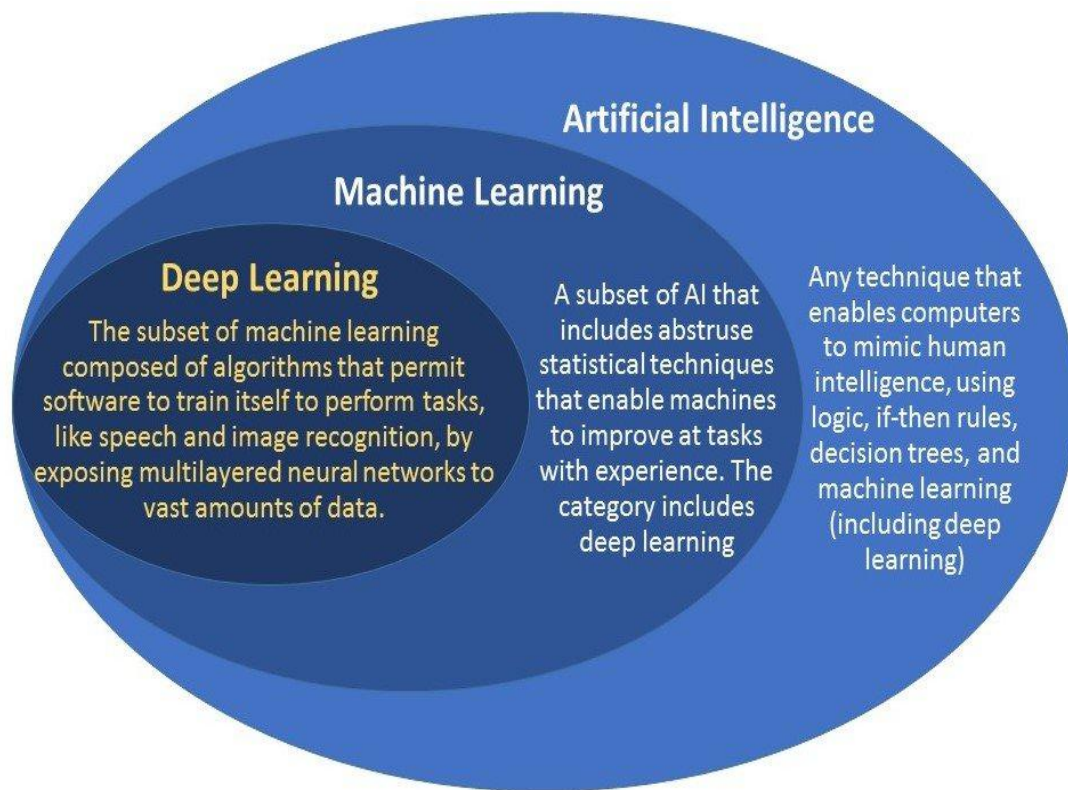 Artificial Intelligence
Machine Learning
Deep Learning
The subset of machine learning
composed of algorithms that permit
software to train itself to perform tasks,
like speech and image recognition, by
exposing multilayered neural networks to
vast amounts of data.
A subset of AI that
includes abstruse
statistical techniques
that enable machines
to improve at tasks
with experience. The
category includes
deep learning
Any technique that
enables computers
to mimic human
intelligence, using
logic, if-then rules,
decision trees, and
machine learning
(including deep
learning)